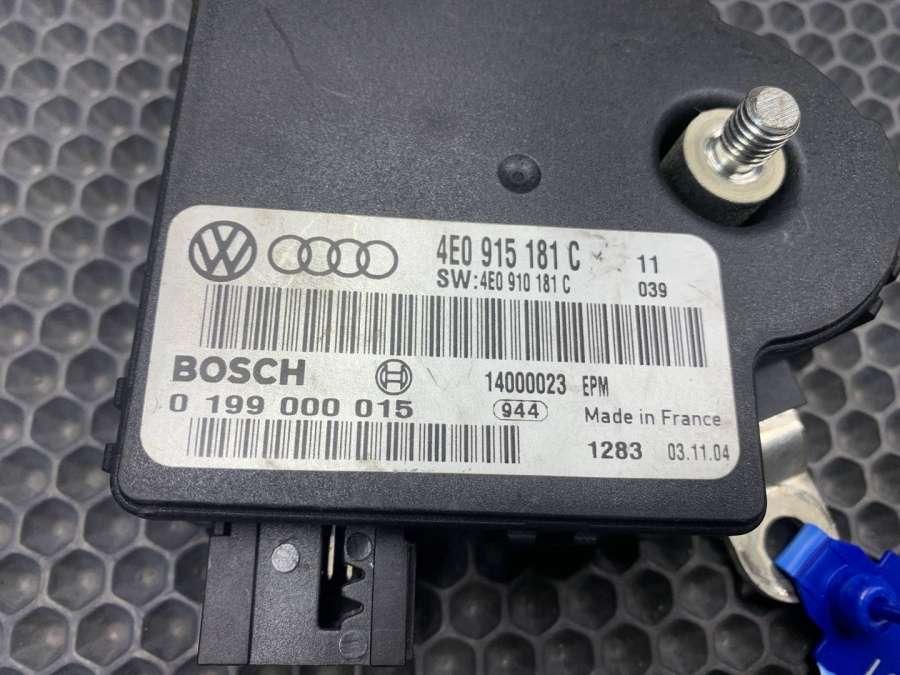 4E0 915 181 C 11
SW:4E0 910 181 C 039
BOSCH 14000023 EPM
0 199 000 015 944 Made in France
1283 03.11.04